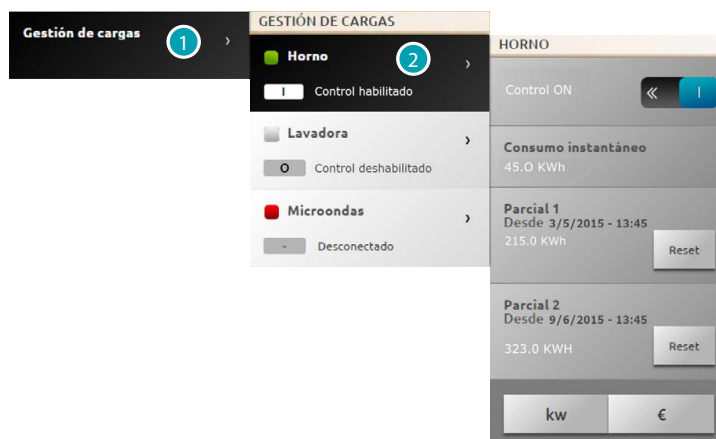 Gestión de cargas
1
›
GESTIÓN DE CARGAS
Horno
2
›
I Control habilitado
Lavadora
›
O Control deshabilitado
Microondas
›
- Desconectado
HORNO
Control ON
« I
Consumo instantáneo
45.0 KWh
Parcial 1
Desde 3/5/2015 - 13:45
215.0 KWh
Reset
Parcial 2
Desde 9/6/2015 - 13:45
323.0 KWH
Reset
kw €